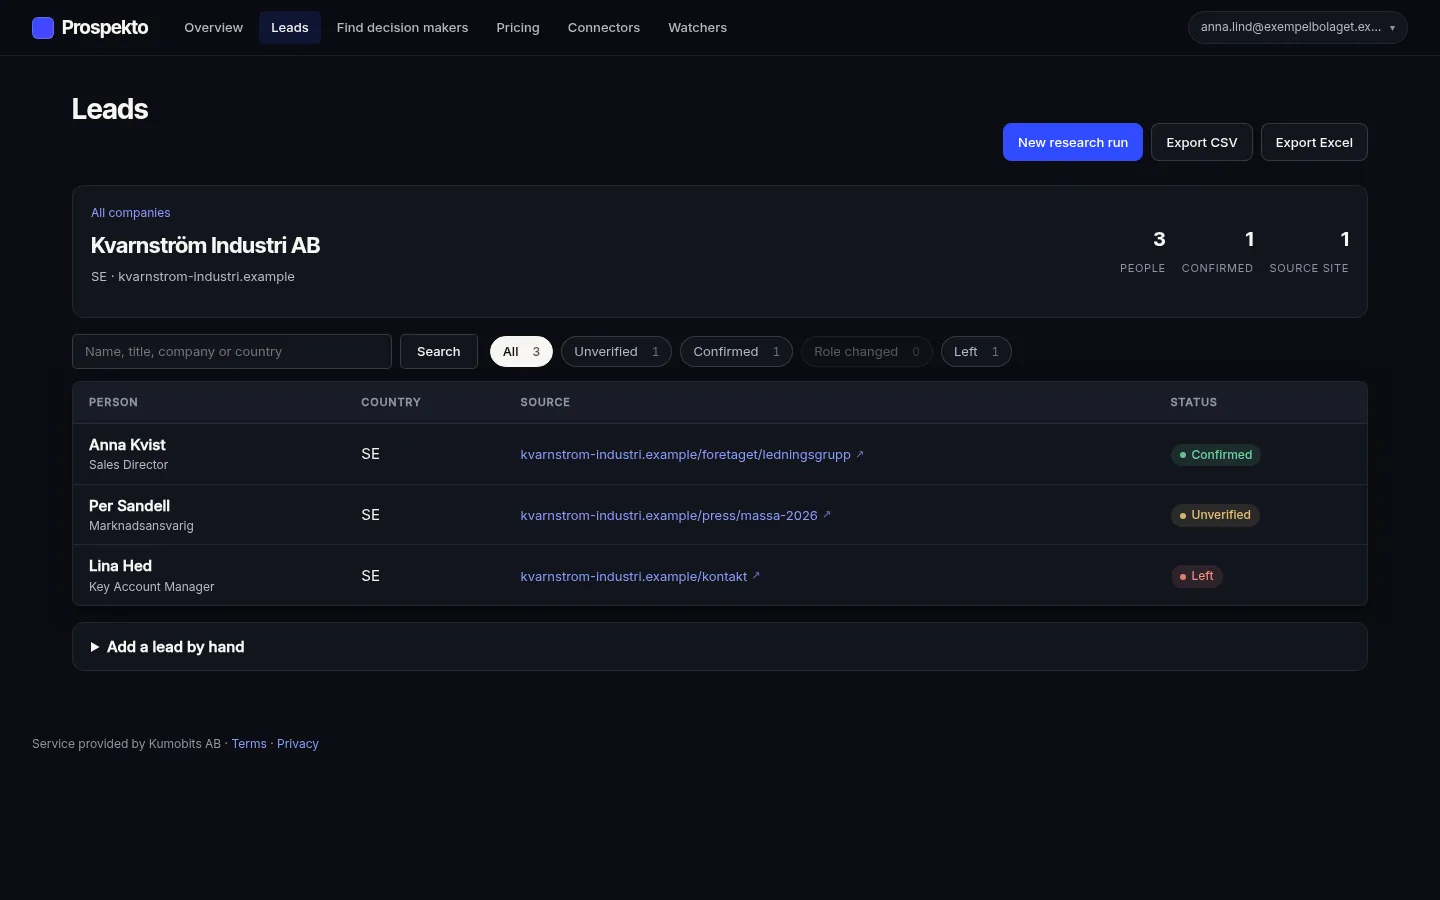 Prospekto
Overview
Leads
Find decision makers
Pricing
Connectors
Watchers
anna.lind@exempelbolaget.ex... ▾
Leads
New research run
Export CSV
Export Excel
All companies
Kvarnström Industri AB
SE · kvarnstrom-industri.example
3
PEOPLE
1
CONFIRMED
1
SOURCE SITE
Name, title, company or country
Search
All 3
Unverified 1
Confirmed 1
Role changed 0
Left 1
PERSON COUNTRY SOURCE STATUS
Anna Kvist
Sales Director
SE
kvarnstrom-industri.example/foretaget/ledningsgrupp ↗
Confirmed
Per Sandell
Marknadsansvarig
SE
kvarnstrom-industri.example/press/massa-2026 ↗
Unverified
Lina Hed
Key Account Manager
SE
kvarnstrom-industri.example/kontakt ↗
Left
▶ Add a lead by hand
Service provided by Kumobits AB · Terms · Privacy